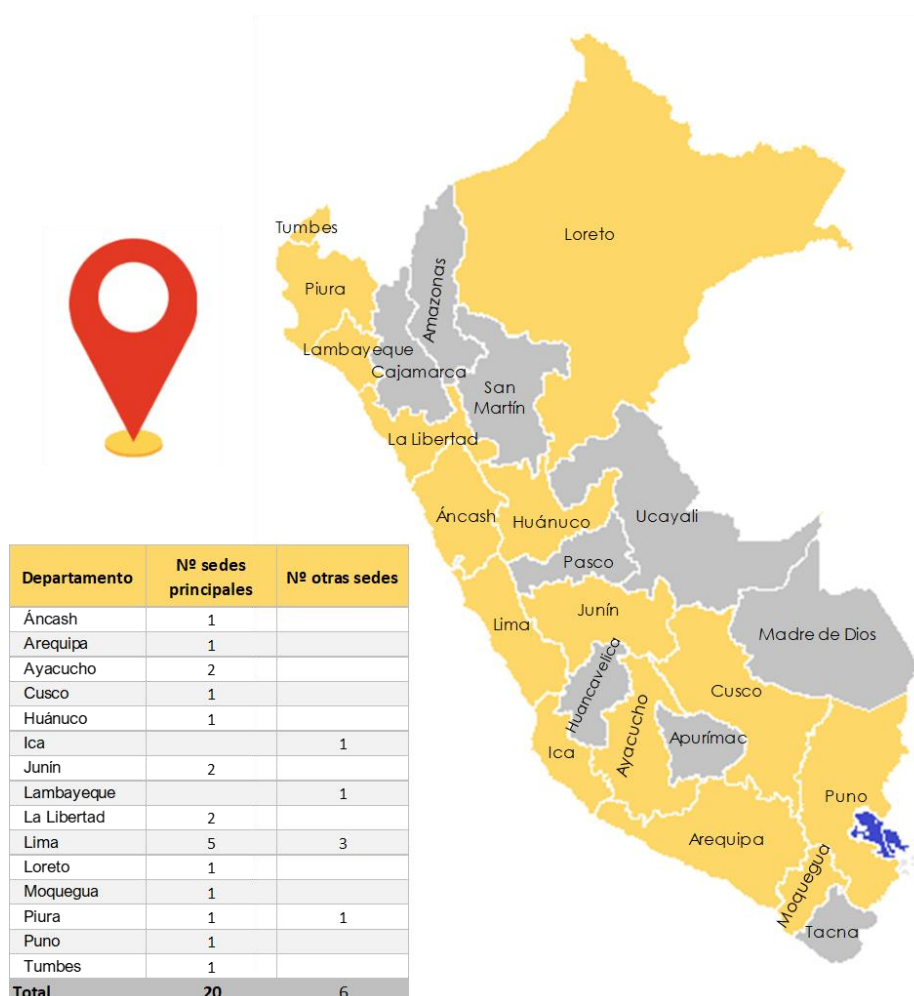 Tumbes
Loreto
Piura
Amazonas
Lambayeque
Cajamarca
San
Martín
La Libertad
Áncash
Huánuco
Ucayali
Pasco
Lima
Junín
Madre de Dios
Huancavelica
Cusco
Ayacucho
Apurímac
Ica
Puno
Arequipa
Moquegua
Tacna
Departamento Nº sedes principales Nº otras sedes
Áncash 1
Arequipa 1
Ayacucho 2
Cusco 1
Huánuco 1
Ica 1
Junín 2
Lambayeque 1
La Libertad 2
Lima 5 3
Loreto 1
Moquegua 1
Piura 1 1
Puno 1
Tumbes 1
Total 20 6